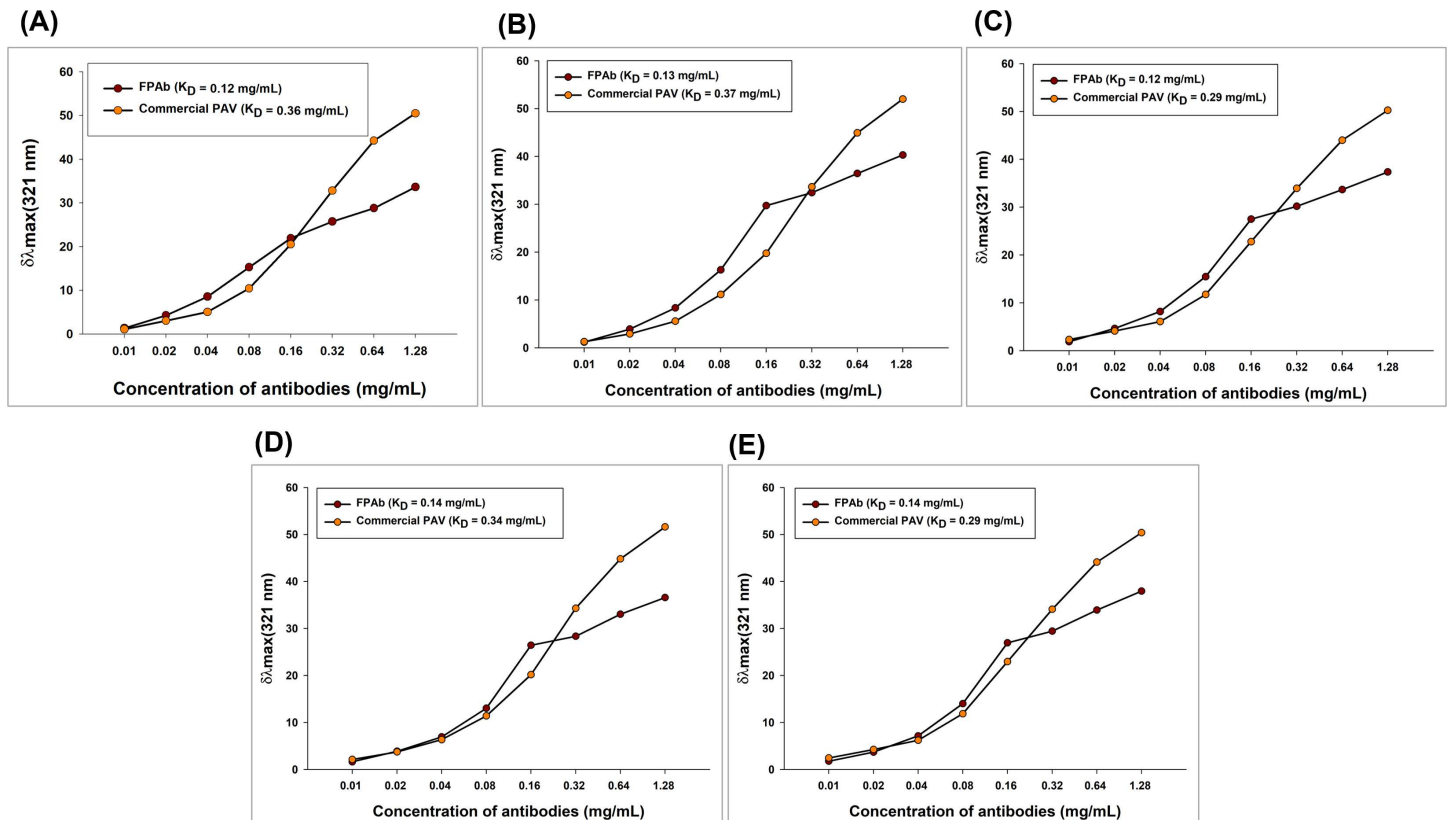 (A)
60
50
40
30
20
10
0
δλmax(321 nm)
FPAb (KD = 0.12 mg/mL)
Commercial PAV (KD = 0.36 mg/mL)
0.01 0.02 0.04 0.08 0.16 0.32 0.64 1.28
Concentration of antibodies (mg/mL)
(B)
60
50
40
30
20
10
0
δλmax(321 nm)
FPAb (KD = 0.13 mg/mL)
Commercial PAV (KD = 0.37 mg/mL)
0.01 0.02 0.04 0.08 0.16 0.32 0.64 1.28
Concentration of antibodies (mg/mL)
(C)
60
50
40
30
20
10
0
δλmax(321 nm)
FPAb (KD = 0.12 mg/mL)
Commercial PAV (KD = 0.29 mg/mL)
0.01 0.02 0.04 0.08 0.16 0.32 0.64 1.28
Concentration of antibodies (mg/mL)
(D)
60
50
40
30
20
10
0
δλmax(321 nm)
FPAb (KD = 0.14 mg/mL)
Commercial PAV (KD = 0.34 mg/mL)
0.01 0.02 0.04 0.08 0.16 0.32 0.64 1.28
Concentration of antibodies (mg/mL)
(E)
60
50
40
30
20
10
0
δλmax(321 nm)
FPAb (KD = 0.14 mg/mL)
Commercial PAV (KD = 0.29 mg/mL)
0.01 0.02 0.04 0.08 0.16 0.32 0.64 1.28
Concentration of antibodies (mg/mL)